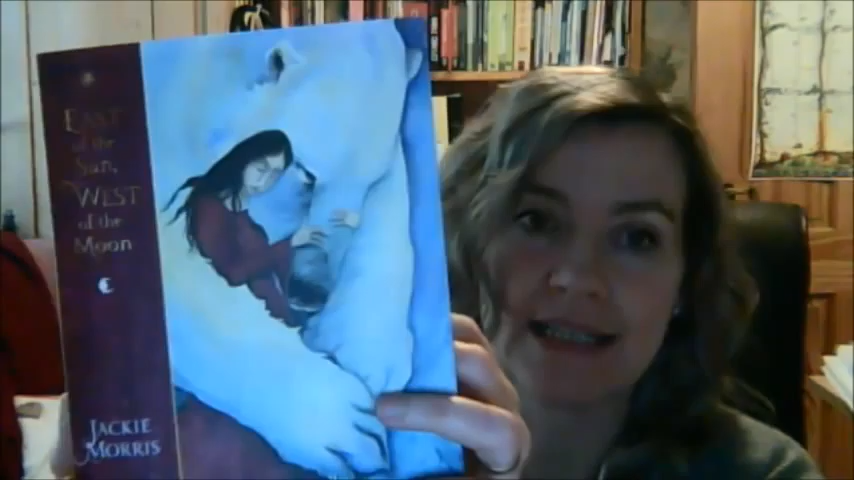 EAST
of the
Sun,
WEST
of the
Moon
JACKIE
MORRIS